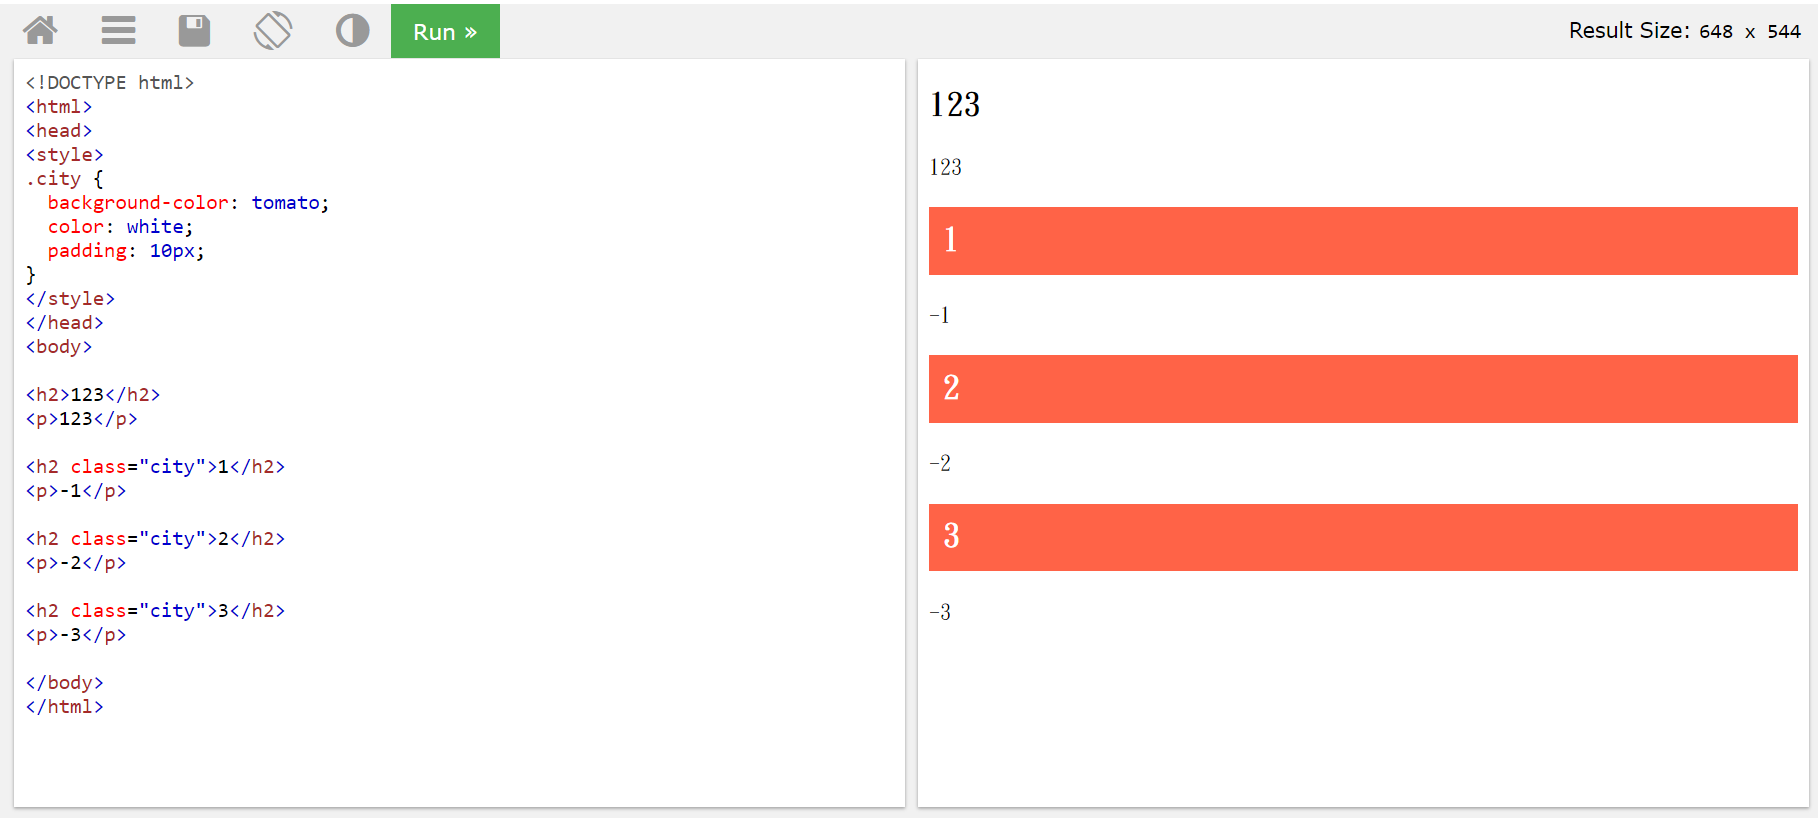 Run »
Result Size: 648 x 544
<!DOCTYPE html>
<html>
<head>
<style>
.city {
  background-color: tomato;
  color: white;
  padding: 10px;
}
</style>
</head>
<body>

<h2>123</h2>
<p>123</p>

<h2 class="city">1</h2>
<p>-1</p>

<h2 class="city">2</h2>
<p>-2</p>

<h2 class="city">3</h2>
<p>-3</p>

</body>
</html>
123
123
1
-1
2
-2
3
-3